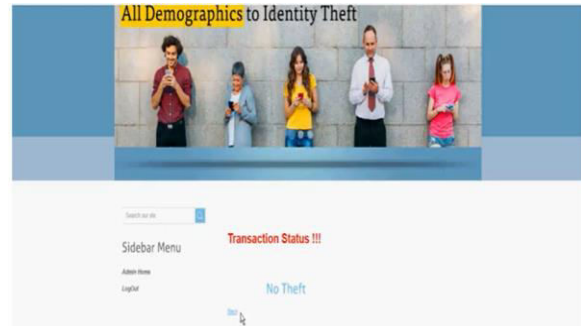 All Demographics to Identity Theft
Search our site
Sidebar Menu
Transaction Status !!!
Admin Home
LogOut
No Theft